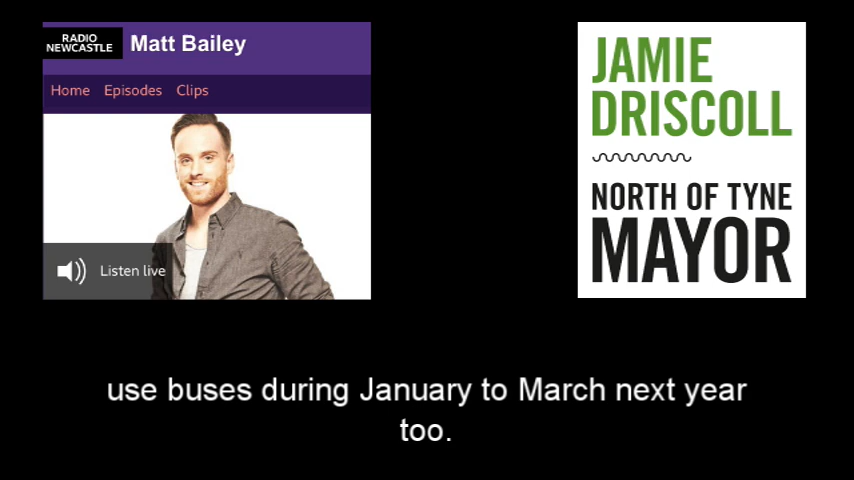 RADIO
NEWCASTLE
Matt Bailey
Home Episodes Clips
Listen live
JAMIE
DRISCOLL
NORTH OF TYNE
MAYOR
use buses during January to March next year
too.